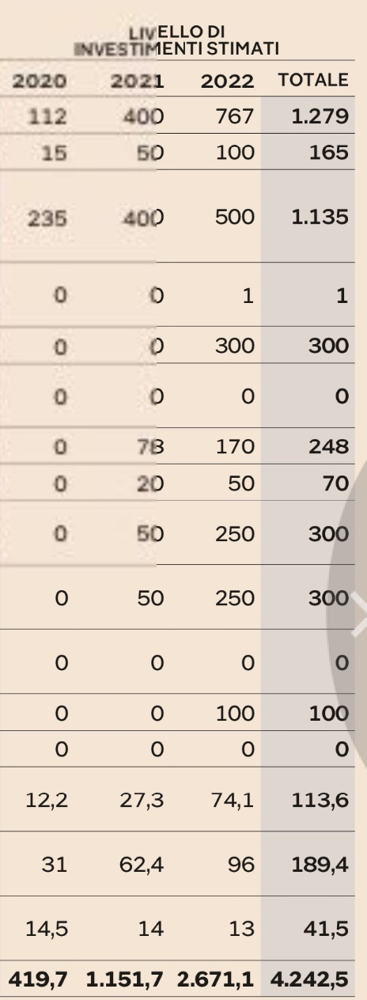 LIVELLO DI
INVESTIMENTI STIMATI
2020 2021 2022 TOTALE
112 400 767 1.279
15 50 100 165
235 400 500 1.135
0 0 1 1
0 0 300 300
0 0 0 0
0 78 170 248
0 20 50 70
0 50 250 300
0 50 250 300
0 0 0 0
0 0 100 100
0 0 0 0
12,2 27,3 74,1 113,6
31 62,4 96 189,4
14,5 14 13 41,5
419,7 1.151,7 2.671,1 4.242,5